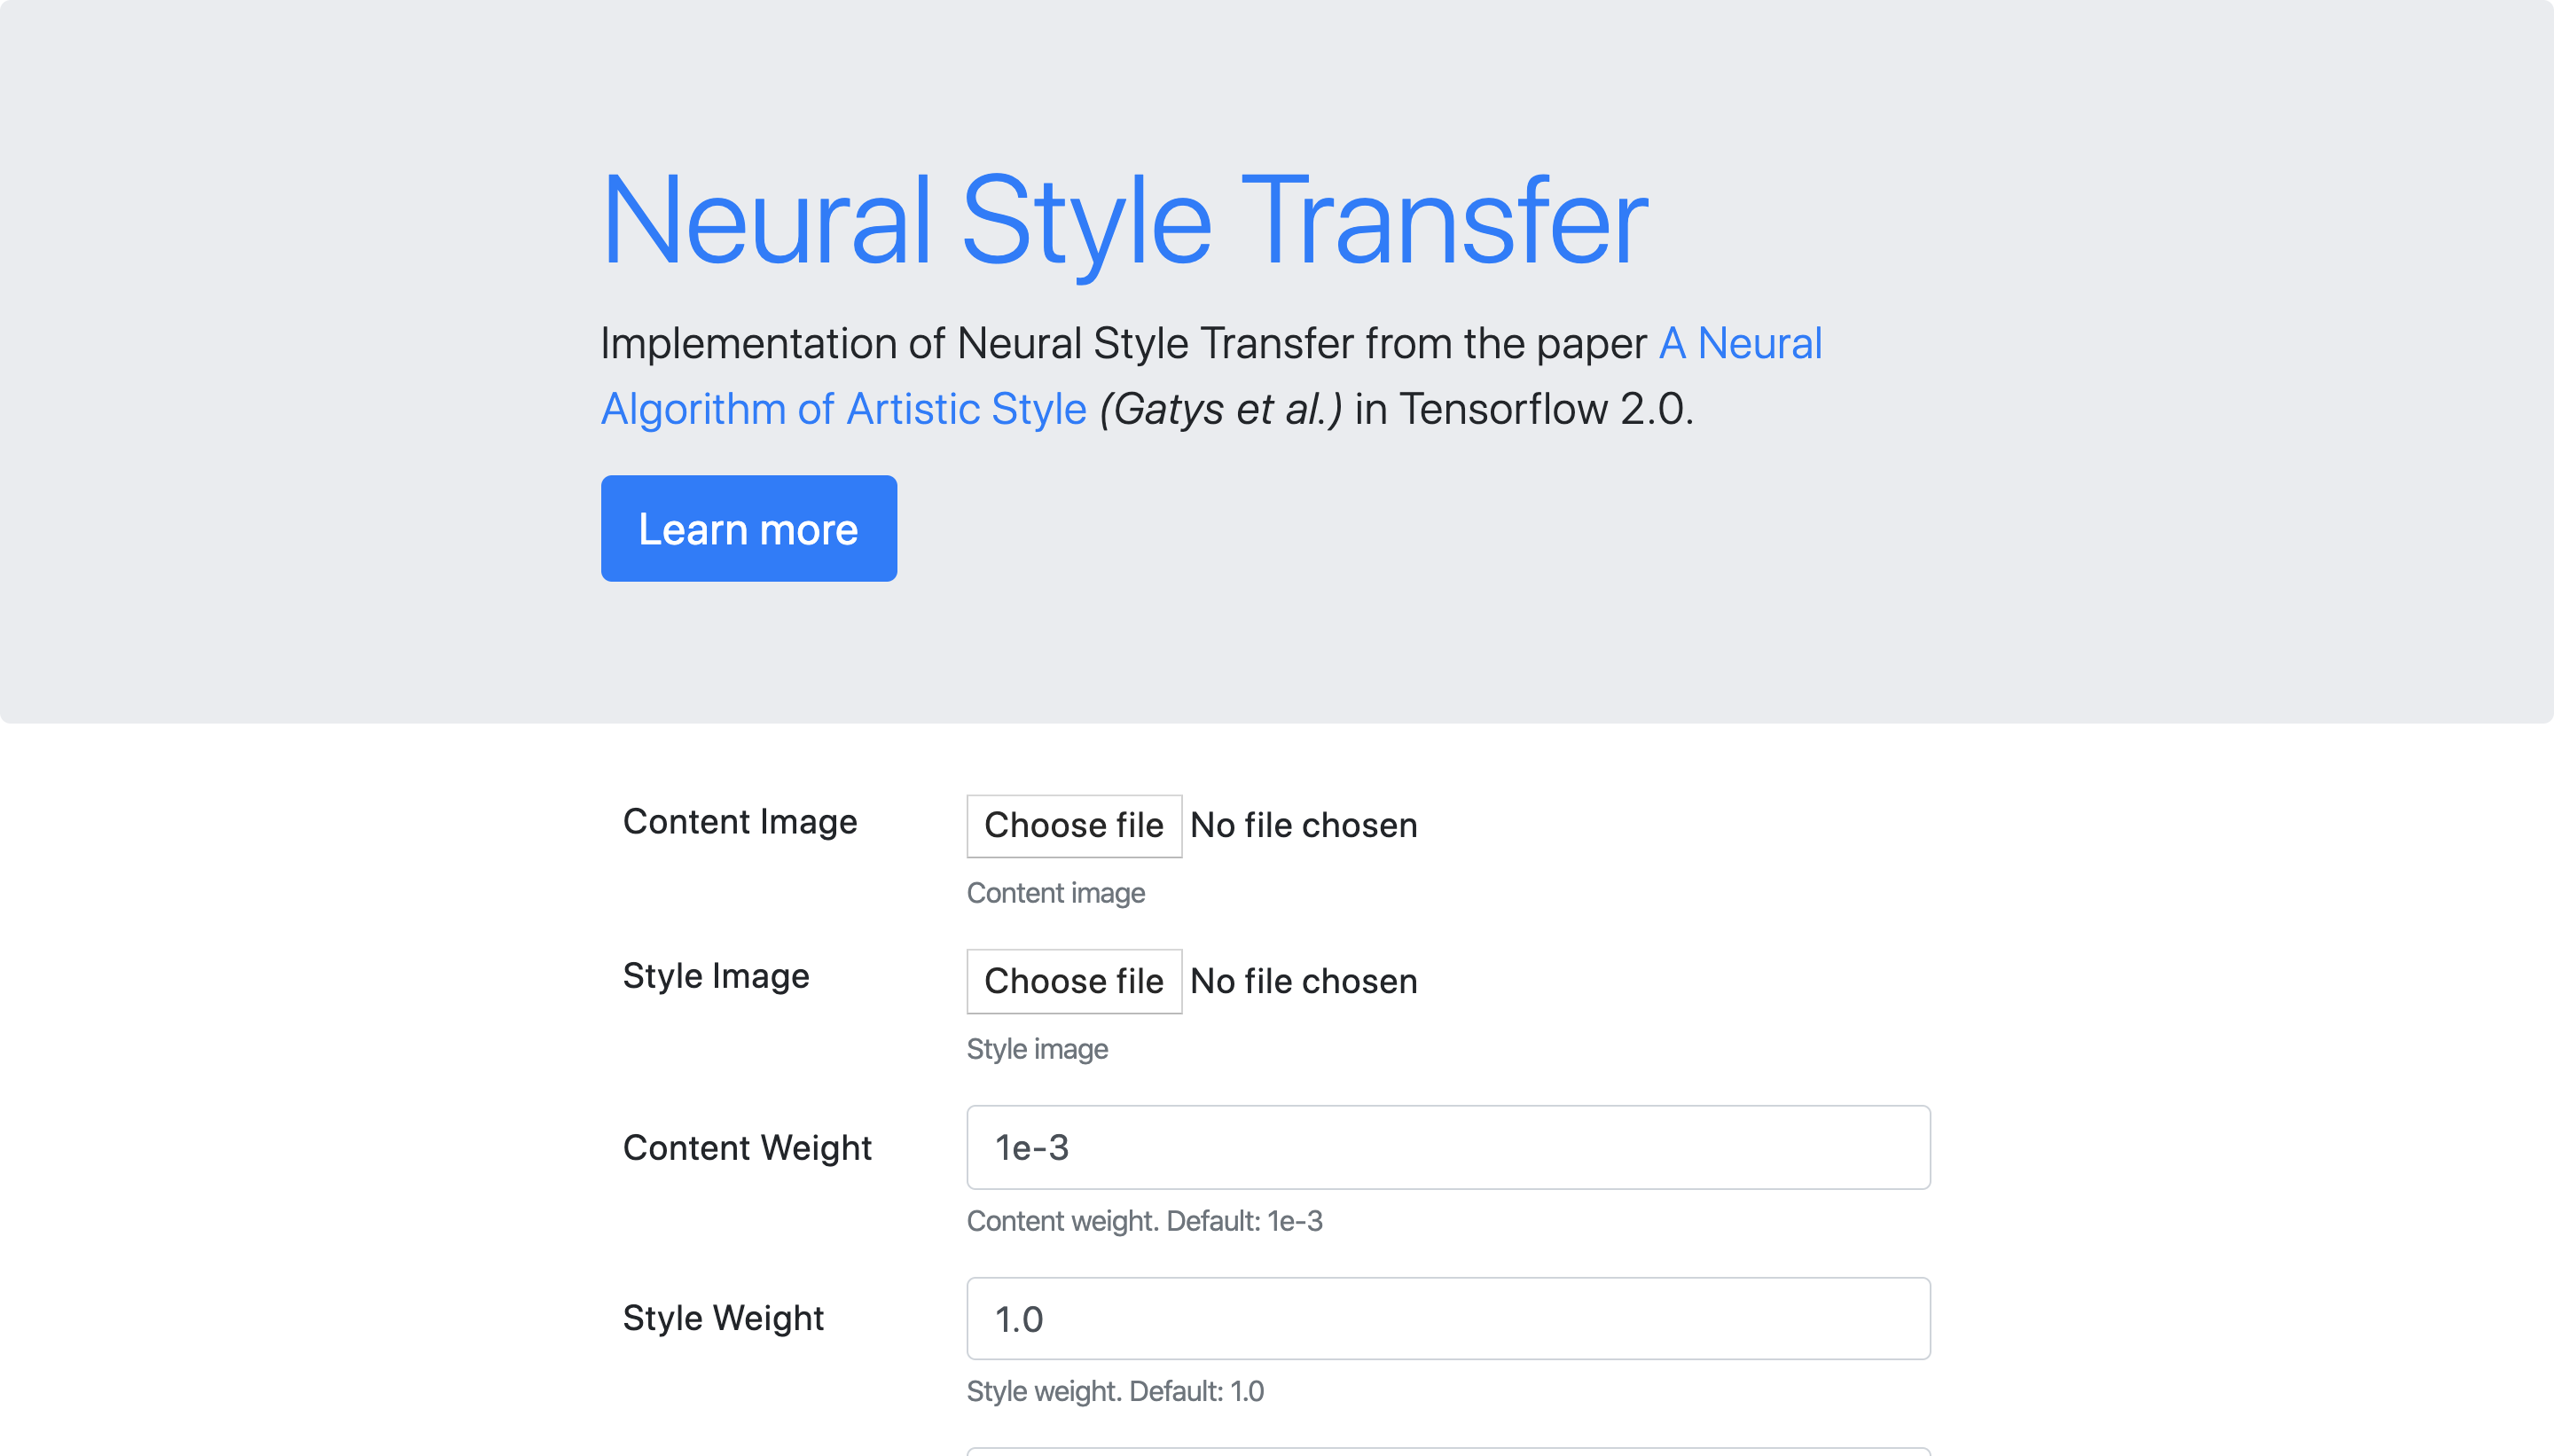 Neural Style Transfer
Implementation of Neural Style Transfer from the paper A Neural
Algorithm of Artistic Style (Gatys et al.) in Tensorflow 2.0.
Learn more
Content Image Choose file No file chosen
Content image
Style Image Choose file No file chosen
Style image
Content Weight 1e-3
Content weight. Default: 1e-3
Style Weight 1.0
Style weight. Default: 1.0